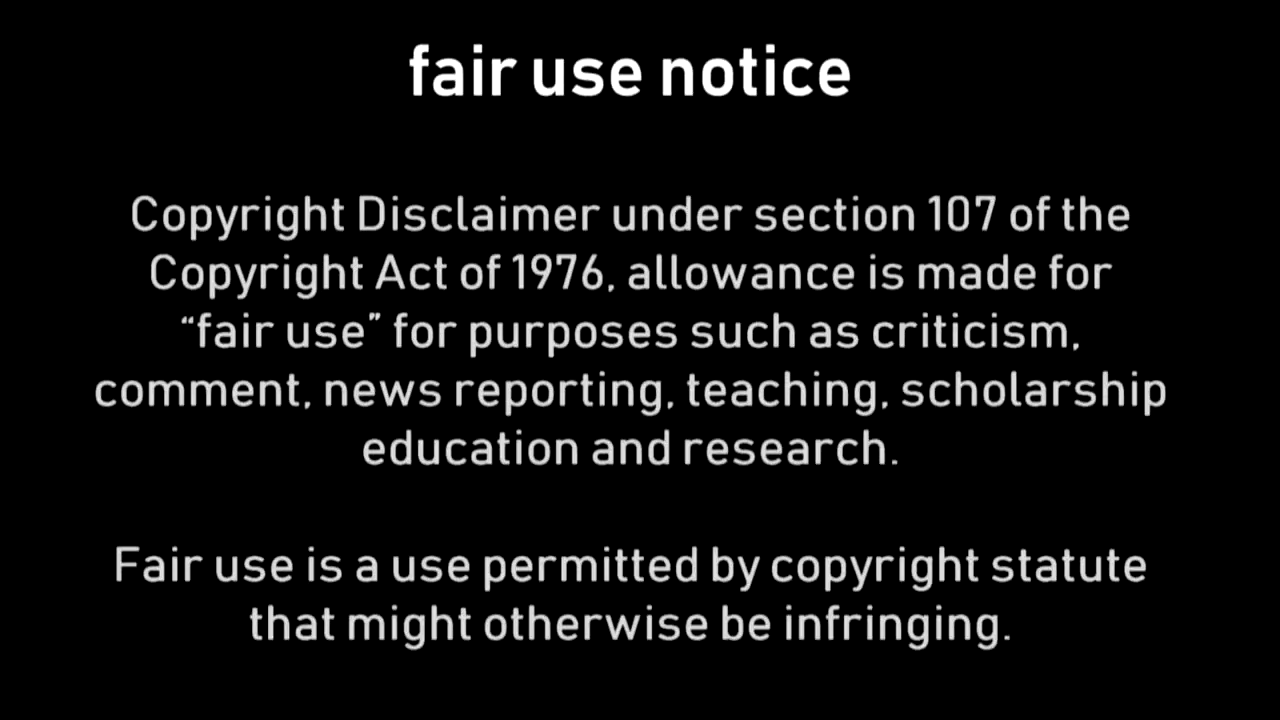 fair use notice
Copyright Disclaimer under section 107 of the
Copyright Act of 1976, allowance is made for
“fair use” for purposes such as criticism,
comment, news reporting, teaching, scholarship
education and research.
Fair use is a use permitted by copyright statute
that might otherwise be infringing.